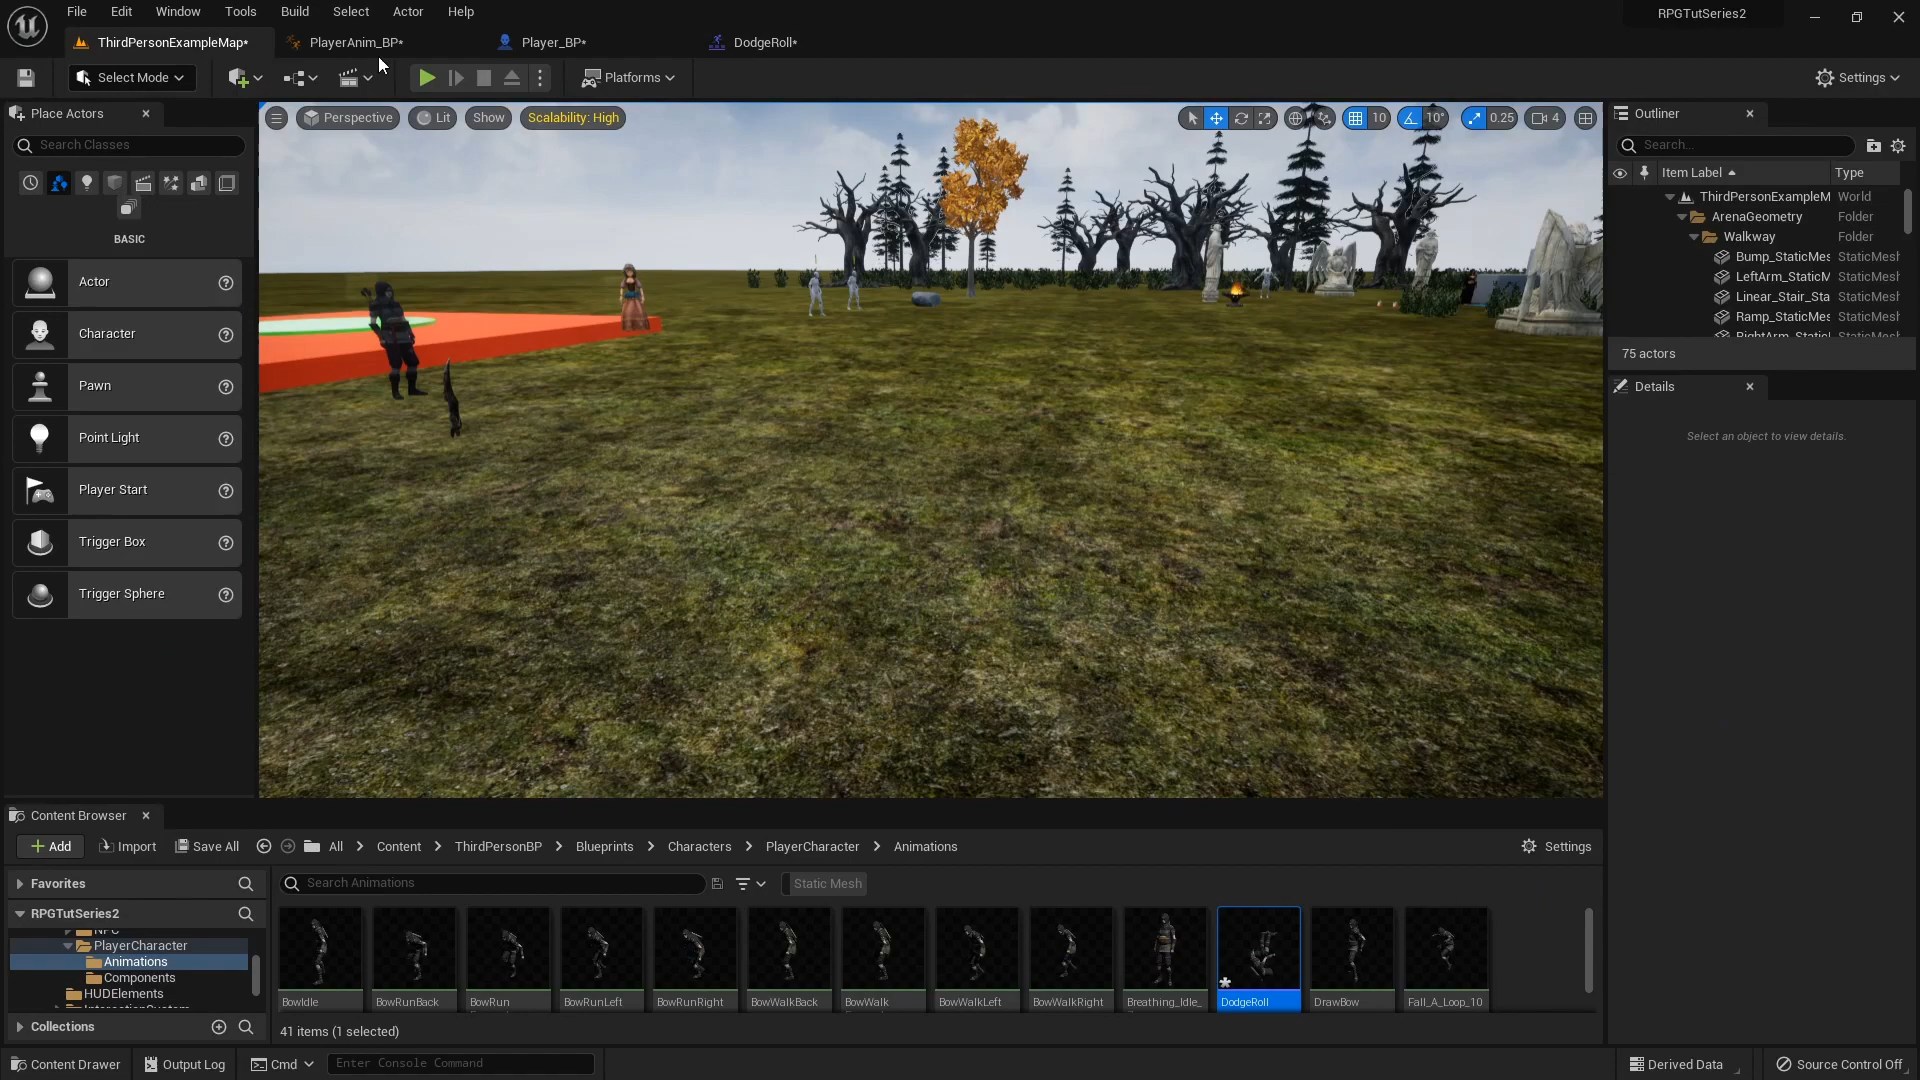 File Edit Window Tools Build Select Actor Help
RPGTutSeries2
ThirdPersonExampleMap* PlayerAnim_BP* Player_BP* DodgeRoll*
Select Mode Platforms Settings
Place Actors
Search Classes
BASIC
Actor
Character
Pawn
Point Light
Player Start
Trigger Box
Trigger Sphere
Perspective Lit Show Scalability: High 10 10° 0.25 4
Outliner
Search...
Item Label Type
ThirdPersonExampleM World
ArenaGeometry Folder
Walkway Folder
Bump_StaticMes StaticMesh
LeftArm_StaticM StaticMesh
Linear_Stair_Sta StaticMesh
Ramp_StaticMes StaticMesh
RightArm_StaticI StaticMesh
75 actors
Details
Select an object to view details.
Content Browser
Add Import Save All All Content ThirdPersonBP Blueprints Characters PlayerCharacter Animations Settings
Favorites
RPGTutSeries2
NPC
PlayerCharacter
Animations
Components
HUDElements
InteractionSystem
Collections
Search Animations Static Mesh
BowIdle BowRunBack BowRun BowRunLeft BowRunRight BowWalkBack BowWalk BowWalkLeft BowWalkRight Breathing_Idle_ DodgeRoll DrawBow Fall_A_Loop_10
41 items (1 selected)
Content Drawer Output Log Cmd Enter Console Command Derived Data Source Control Off